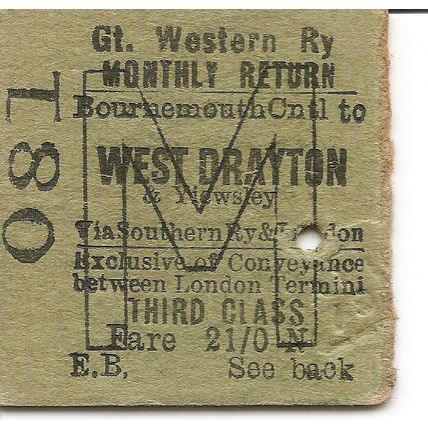 Gt. Western Ry
MONTHLY RETURN
Bournemouth Cntl to
WEST DRAYTON
& Yiewsley
Via Southern Ry & London
Exclusive of Conveyance
between London Termini
THIRD CLASS
Fare 21/0 N
E.B. See back
081